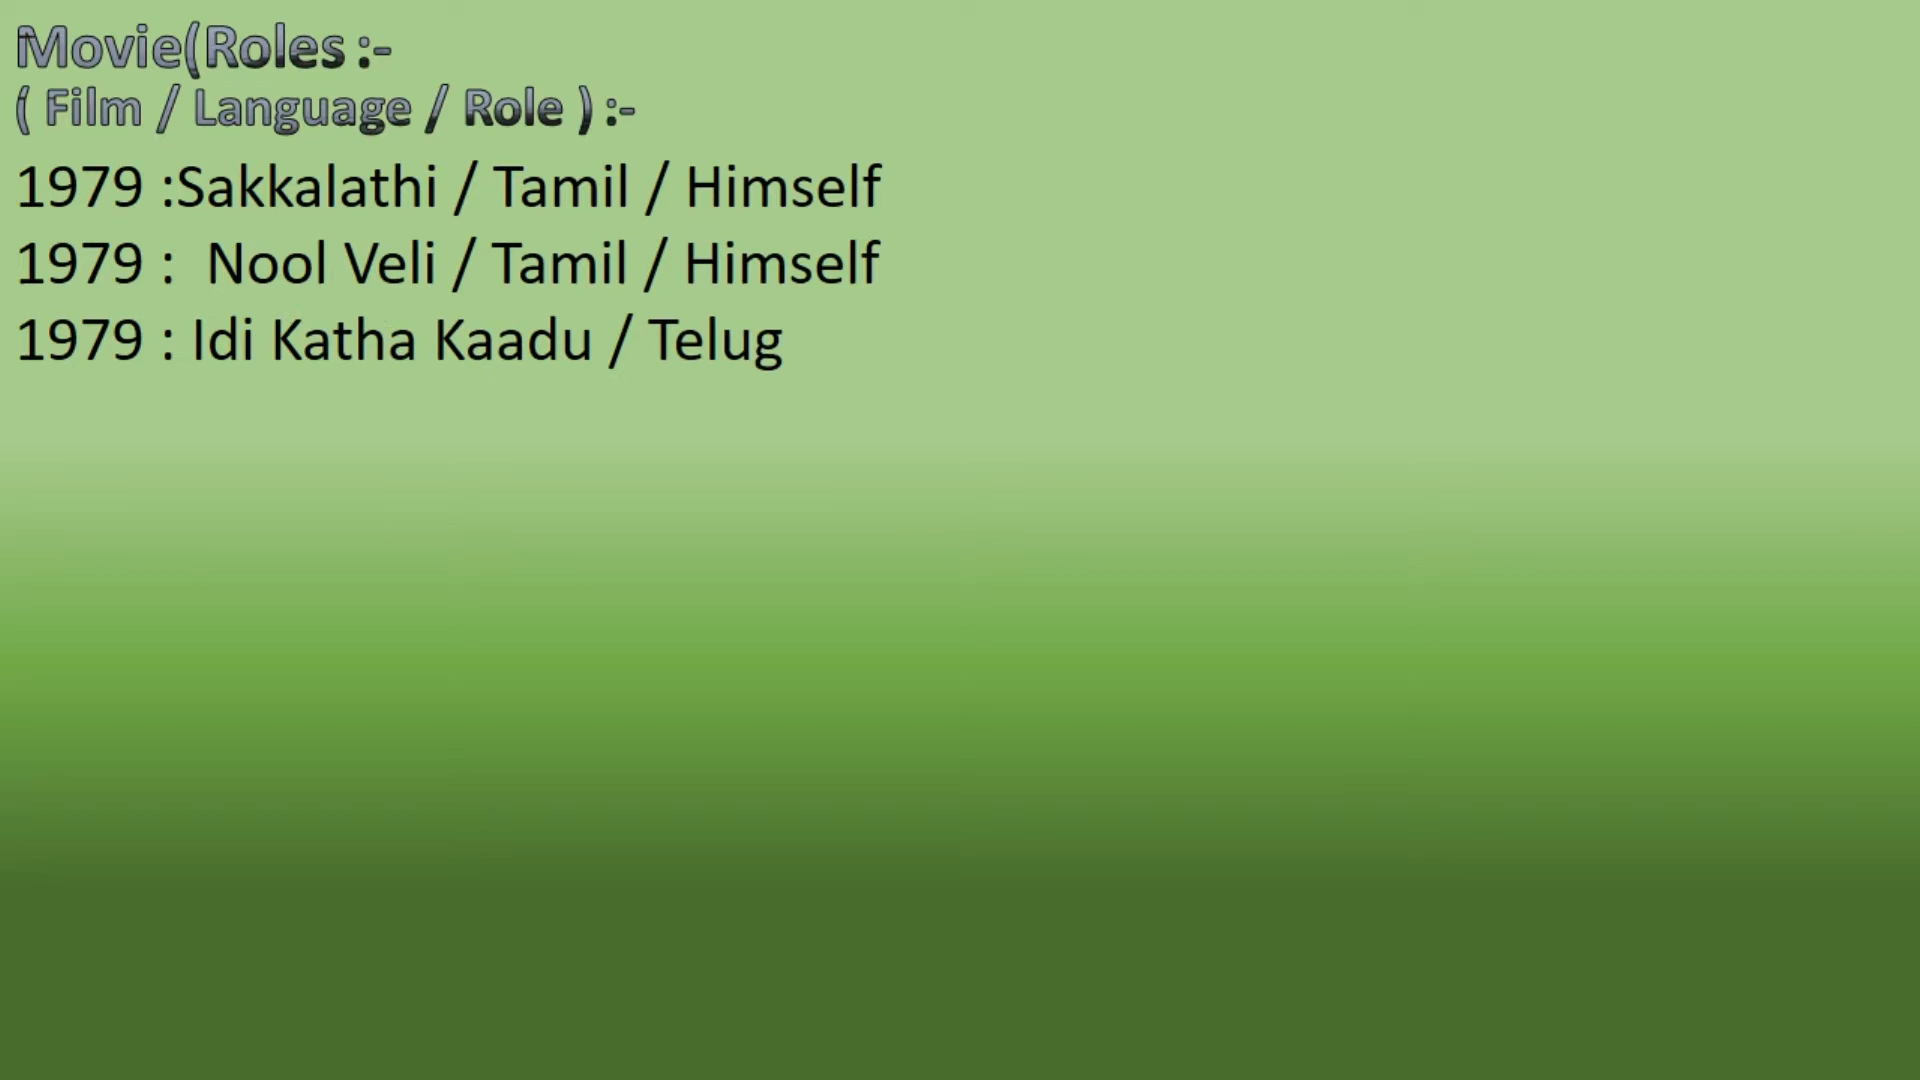 Movie(Roles :-
( Film / Language / Role ) :-
1979 :Sakkalathi / Tamil / Himself
1979 :  Nool Veli / Tamil / Himself
1979 : Idi Katha Kaadu / Telug